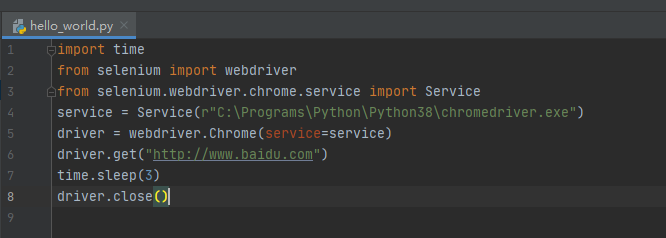 hello_world.py
1 import time
2 from selenium import webdriver
3 from selenium.webdriver.chrome.service import Service
4 service = Service(r"C:\Programs\Python\Python38\chromedriver.exe")
5 driver = webdriver.Chrome(service=service)
6 driver.get("http://www.baidu.com")
7 time.sleep(3)
8 driver.close()
9